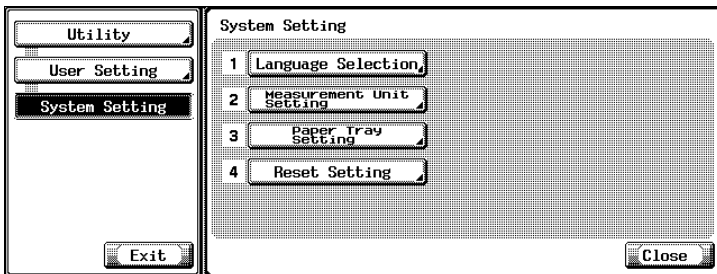 Utility
User Setting
System Setting
Exit
System Setting
1 Language Selection
2 Measurement Unit
Setting
3 Paper Tray
Setting
4 Reset Setting
Close